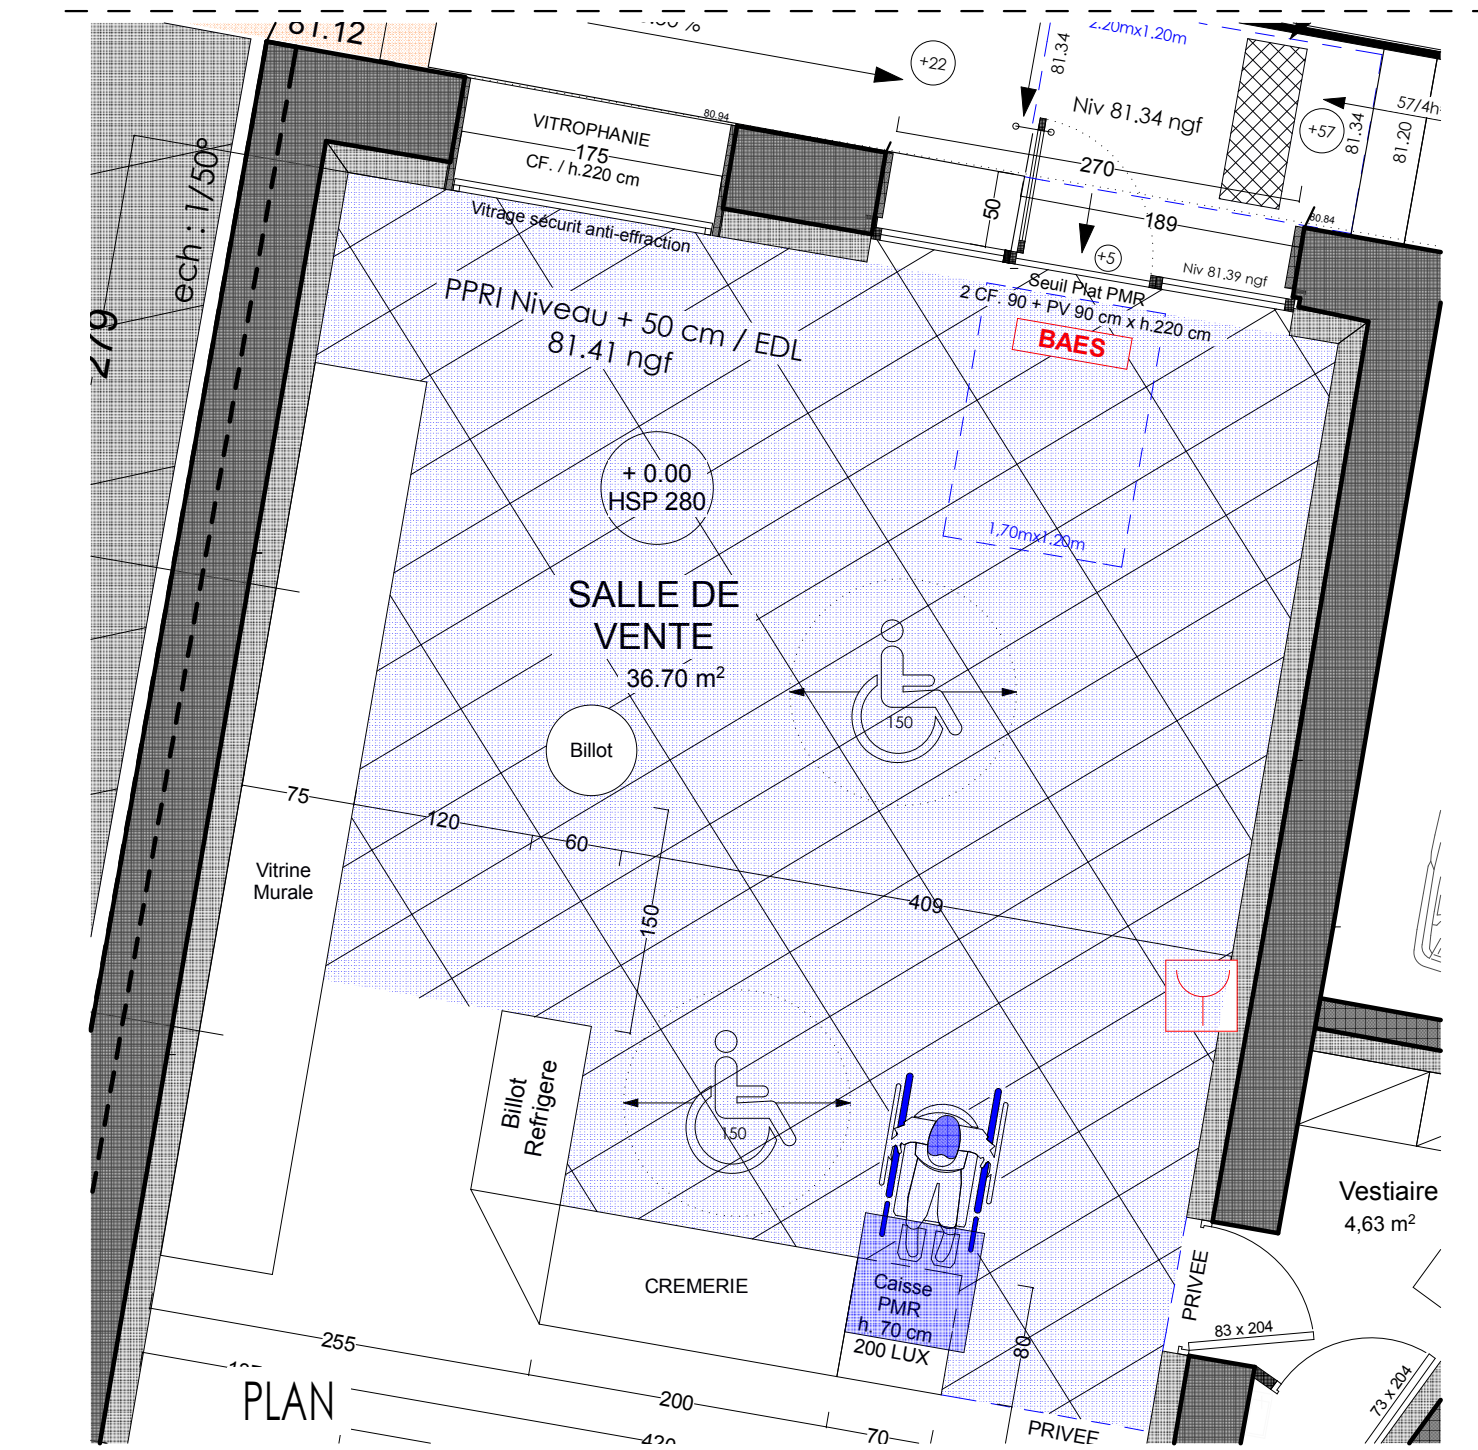 81.12
+22
81.34
2.20mx1.20m
Niv 81.34 ngf
+57
81.34
81.20
80.94
VITROPHANIE
175
CF. / h.220 cm
Vitrage sécurit anti-effraction
270
50
189
80.84
+5
Niv 81.39 ngf
Seuil Plat PMR
2 CF. 90 + PV 90 cm x h.220 cm
BAES
ech : 1/50°
279
PPRI Niveau + 50 cm / EDL
81.41 ngf
+ 0.00
HSP 280
1,70mx1.20m
SALLE DE
VENTE
36.70 m²
150
Billot
75
120
60
409
150
Vitrine
Murale
Billot
Refrigere
150
CREMERIE
Caisse
PMR
h. 70 cm
200 LUX
80
Vestiaire
4,63 m²
PRIVEE
83 x 204
73 x 204
255
PLAN
200
70
420
PRIVEE